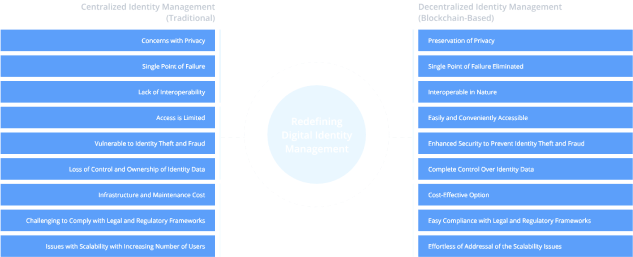 Centralized Identity Management
(Traditional)
Concerns with Privacy
Single Point of Failure
Lack of Interoperability
Access is Limited
Vulnerable to Identity Theft and Fraud
Loss of Control and Ownership of Identity Data
Infrastructure and Maintenance Cost
Challenging to Comply with Legal and Regulatory Frameworks
Issues with Scalability with Increasing Number of Users
Redefining
Digital Identity
Management
Decentralized Identity Management
(Blockchain-Based)
Preservation of Privacy
Single Point of Failure Eliminated
Interoperable in Nature
Easily and Conveniently Accessible
Enhanced Security to Prevent Identity Theft and Fraud
Complete Control Over Identity Data
Cost-Effective Option
Easy Compliance with Legal and Regulatory Frameworks
Effortless of Addressal of the Scalability Issues